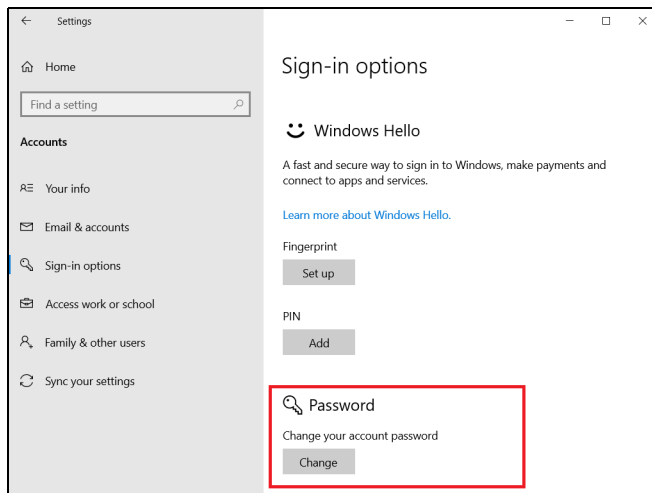 Settings
Home
Find a setting
Accounts
Your info
Email & accounts
Sign-in options
Access work or school
Family & other users
Sync your settings
Sign-in options
Windows Hello
A fast and secure way to sign in to Windows, make payments and
connect to apps and services.
Learn more about Windows Hello.
Fingerprint
Set up
PIN
Add
Password
Change your account password
Change